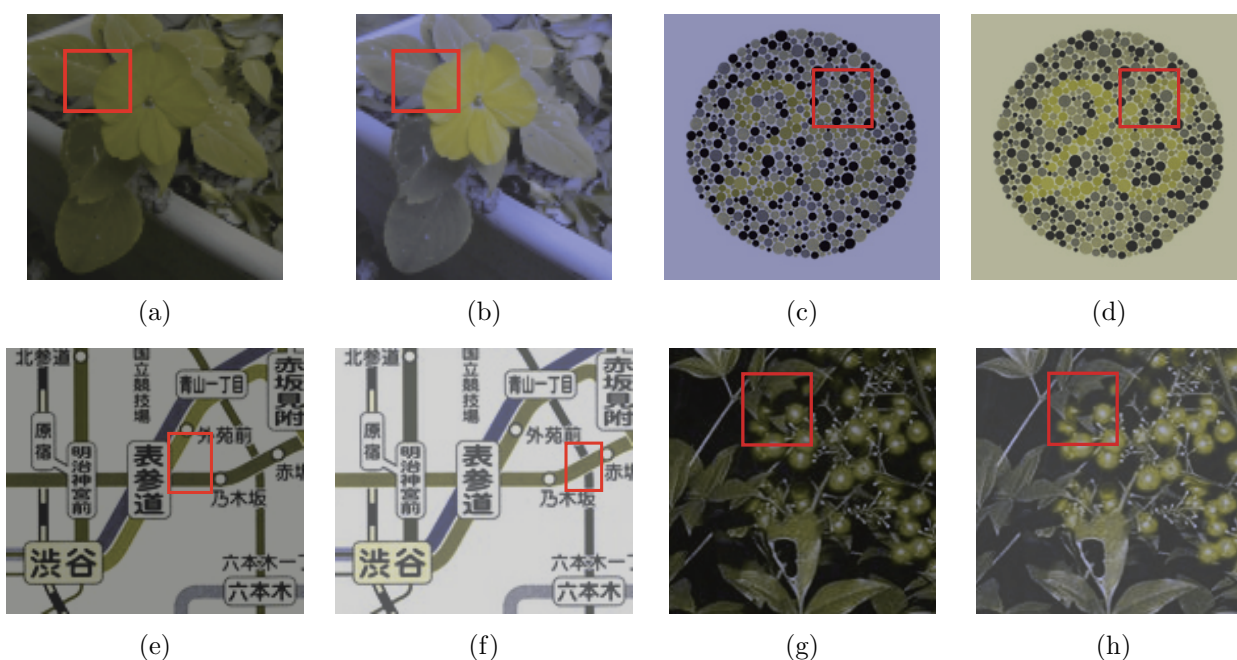 26
(a)
(b)
(c)
(d)
北参道
国立競技場
青山一丁目
赤坂見附
原宿
明治神宮前
表参道
外苑前
赤
乃木坂
渋谷
六本木一
六本木
北参道
国立競技場
青山一丁目
赤坂見附
原宿
明治神宮前
表参道
外苑前
赤
乃木坂
渋谷
六本木一
六本木
(e)
(f)
(g)
(h)